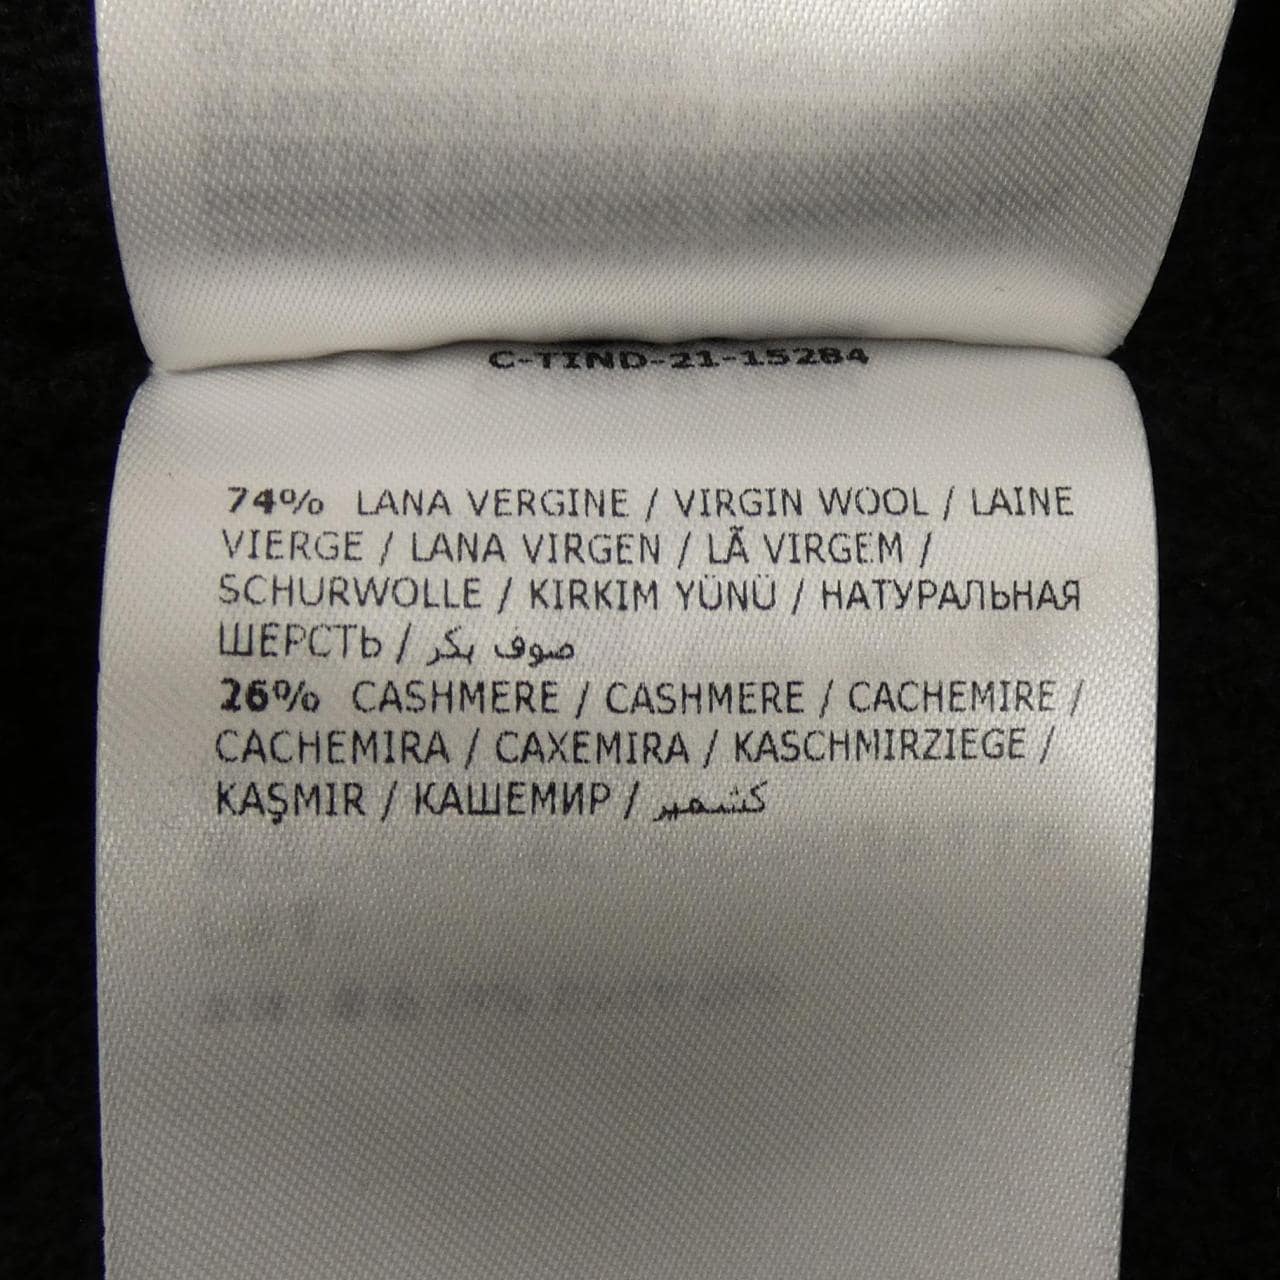 C-TIND-21-15284
74% LANA VERGINE / VIRGIN WOOL / LAINE
VIERGE / LANA VIRGEN / LÃ VIRGEM /
SCHURWOLLE / KIRKIM YÜNÜ / НАТУРАЛЬНАЯ
ШЕРСТЬ / صوف بكر
26% CASHMERE / CASHMERE / CACHEMIRE /
CACHEMIRA / CAXEMIRA / KASCHMIRZIEGE /
KAŞMIR / КАШЕМИР / كشمير